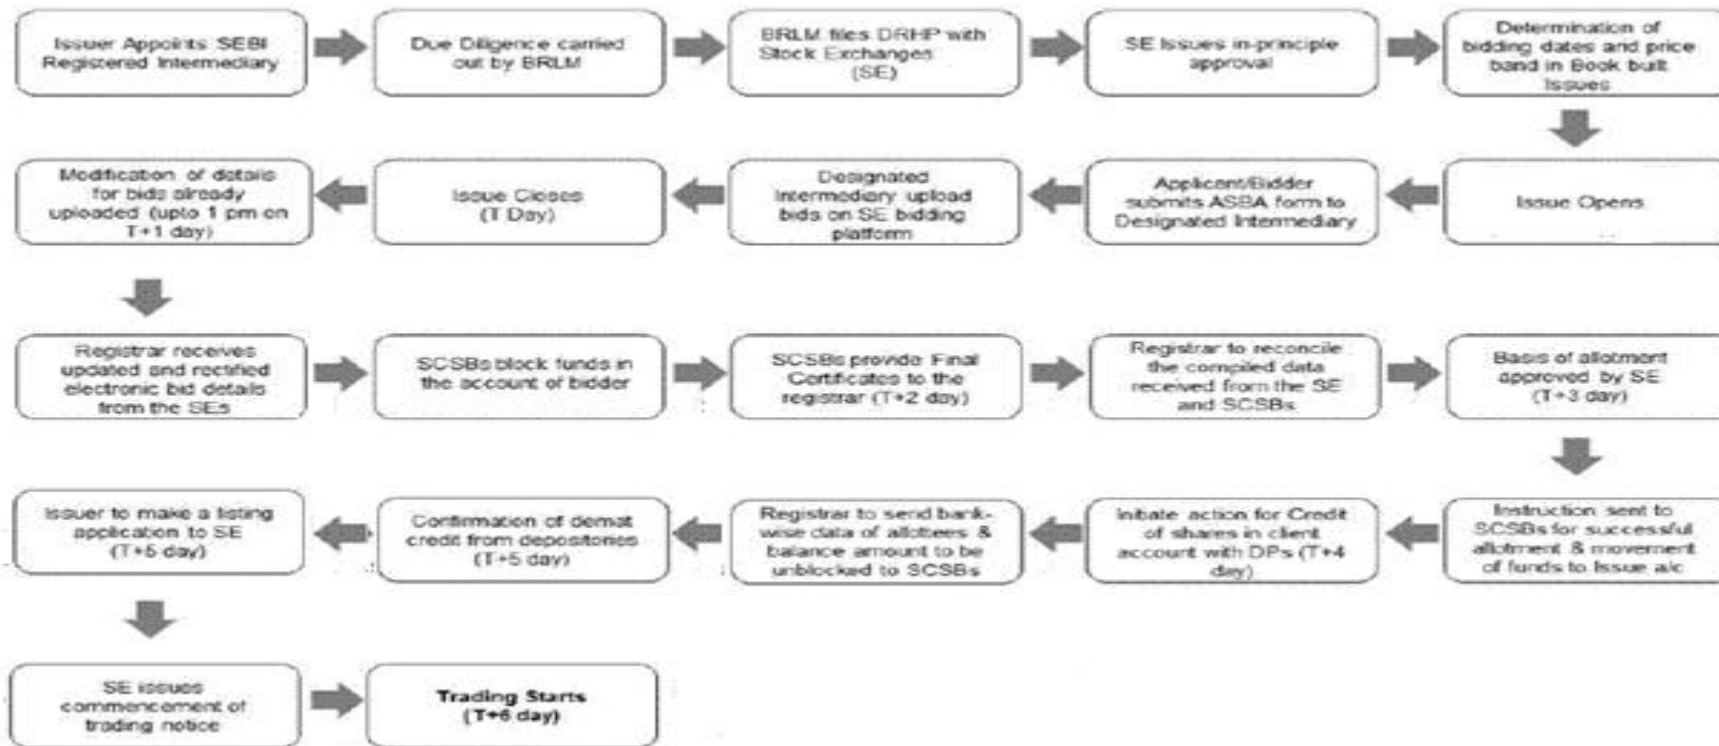 Issuer Appoints SEBI
Registered Intermediary
Due Diligence carried
out by BRLM
BRLM files DRHP with
Stock Exchanges
(SE)
SE Issues in-principle
approval
Determination of
bidding dates and price
band in Book built
Issues
Issue Opens
Applicant/Bidder
submits ASBA form to
Designated Intermediary
Designated
Intermediary upload
bids on SE bidding
platform
Issue Closes
(T Day)
Modification of details
for bids already
uploaded (upto 1 pm on
T+1 day)
Registrar receives
updated and rectified
electronic bid details
from the SEs
SCSBs block funds in
the account of bidder
SCSBs provide Final
Certificates to the
registrar (T+2 day)
Registrar to reconcile
the compiled data
received from the SE
and SCSBs
Basis of allotment
approved by SE
(T+3 day)
Instruction sent to
SCSBs for successful
allotment & movement
of funds to Issue a/c
Initiate action for Credit
of shares in client
account with DPs (T+4
day)
Registrar to send bank-
wise data of allottees &
balance amount to be
unblocked to SCSBs
Confirmation of demat
credit from depositories
(T+5 day)
Issuer to make a listing
application to SE
(T+5 day)
SE issues
commencement of
trading notice
Trading Starts
(T+6 day)